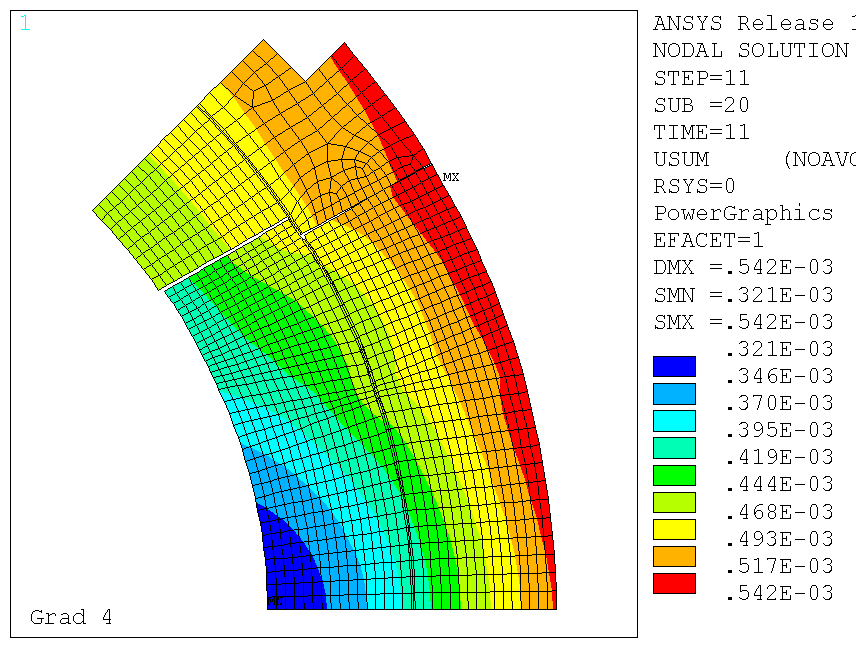 1
ANSYS Release 1
NODAL SOLUTION
STEP=11
SUB =20
TIME=11
USUM (NOAVG
RSYS=0
PowerGraphics
EFACET=1
DMX =.542E-03
SMN =.321E-03
SMX =.542E-03
.321E-03
.346E-03
.370E-03
.395E-03
.419E-03
.444E-03
.468E-03
.493E-03
.517E-03
.542E-03
MX
Grad 4